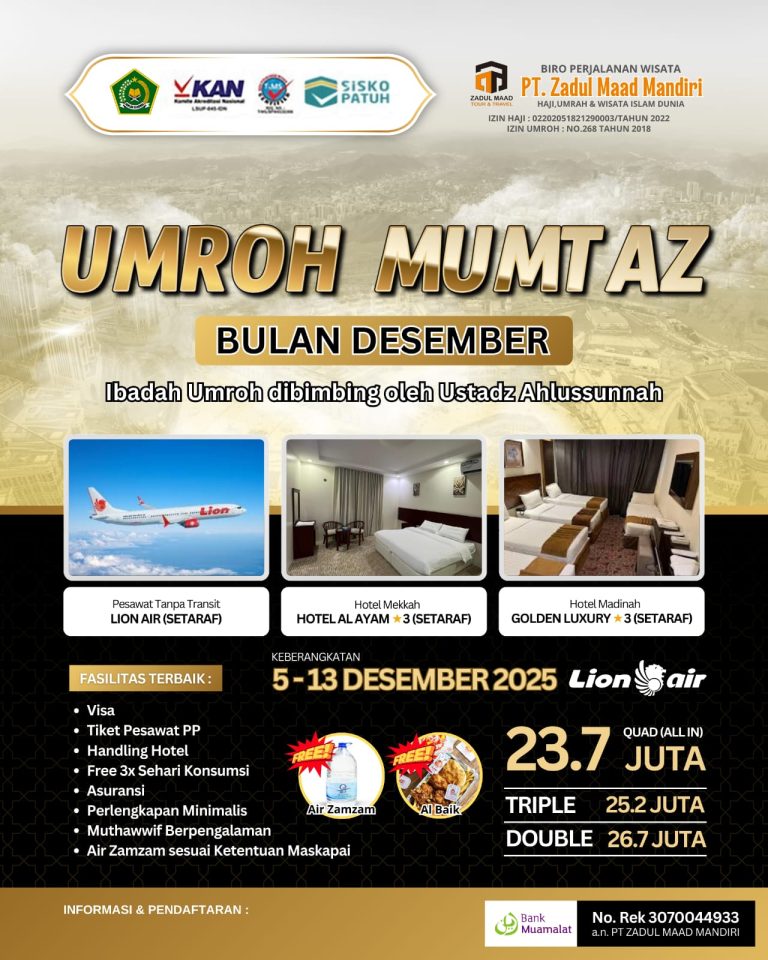 KAN
Komite Akreditasi Nasional
LSUP-045-IDN
SISKO
PATUH
ZADUL MAAD
TOUR & TRAVEL
BIRO PERJALANAN WISATA
PT. Zadul Maad Mandiri
HAJI,UMRAH & WISATA ISLAM DUNIA
IZIN HAJI : 02202051821290003/TAHUN 2022
IZIN UMROH : NO.268 TAHUN 2018
UMROH MUMTAZ
BULAN DESEMBER
Ibadah Umroh dibimbing oleh Ustadz Ahlussunnah
Lion
Pesawat Tanpa Transit
LION AIR (SETARAF)
Hotel Mekkah
HOTEL AL AYAM ★3 (SETARAF)
Hotel Madinah
GOLDEN LUXURY ★3 (SETARAF)
FASILITAS TERBAIK :
• Visa
• Tiket Pesawat PP
• Handling Hotel
• Free 3x Sehari Konsumsi
• Asuransi
• Perlengkapan Minimalis
• Muthawwif Berpengalaman
• Air Zamzam sesuai Ketentuan Maskapai
KEBERANGKATAN
5 - 13 DESEMBER 2025
Lion air
FREE!
Air Zamzam
FREE!
Al Baik
23.7 QUAD (ALL IN) JUTA
TRIPLE 25.2 JUTA
DOUBLE 26.7 JUTA
INFORMASI & PENDAFTARAN :
Bank
Muamalat
No. Rek 3070044933
a.n. PT ZADUL MAAD MANDIRI